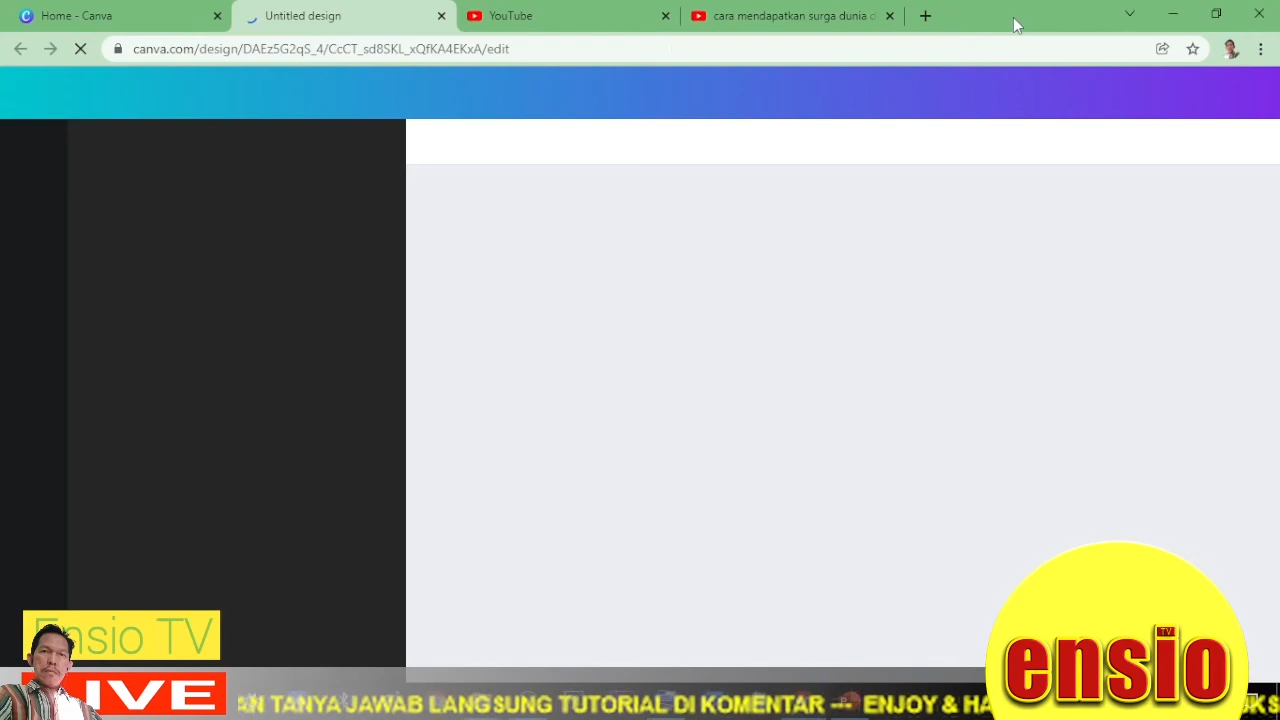 Home - Canva
Untitled design
YouTube
cara mendapatkan surga dunia d
canva.com/design/DAEz5G2qS_4/CcCT_sd8SKL_xQfKA4EKxA/edit
Ensio TV
LIVE
AN TANYA JAWAB LANGSUNG TUTORIAL DI KOMENTAR --- ENJOY & HA
TV
ensio